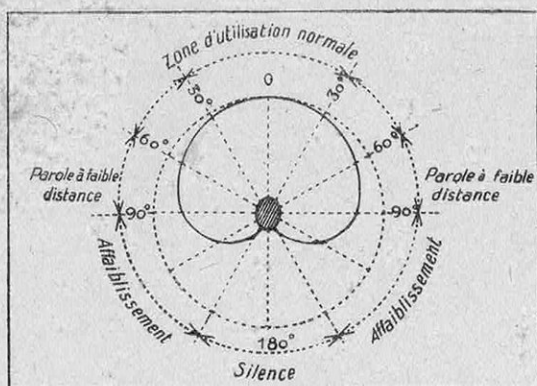 Zone d'utilisation normale
0
30°
30°
60°
60°
Parole à faible
distance
Parole à faible
distance
90°
90°
Affaiblissement
Affaiblissement
180°
Silence